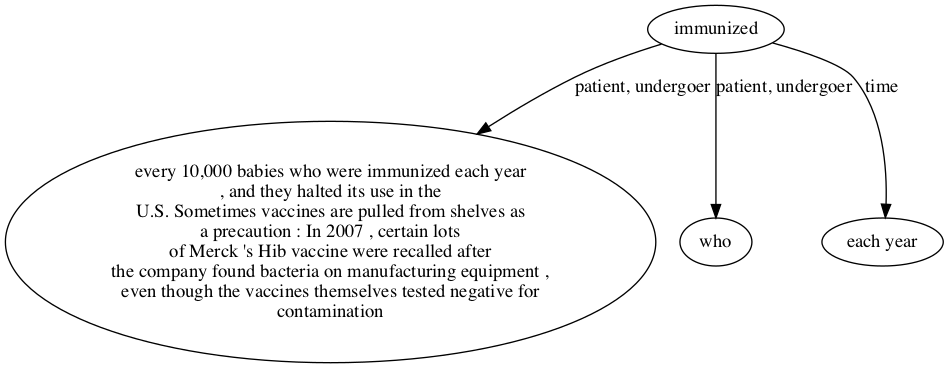 immunized
patient, undergoer
patient, undergoer
time
every 10,000 babies who were immunized each year
, and they halted its use in the
U.S. Sometimes vaccines are pulled from shelves as
a precaution : In 2007 , certain lots
of Merck 's Hib vaccine were recalled after
the company found bacteria on manufacturing equipment ,
even though the vaccines themselves tested negative for
contamination
who
each year